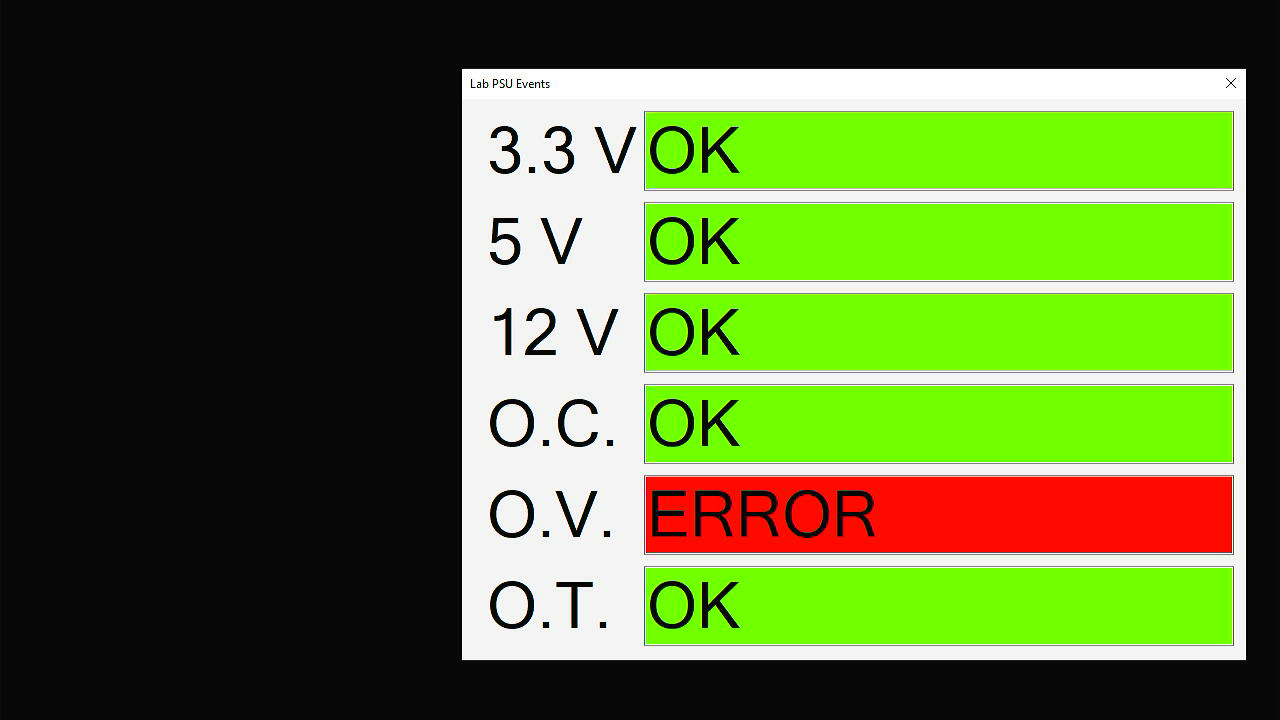 Lab PSU Events
3.3 V OK
5 V OK
12 V OK
O.C. OK
O.V. ERROR
O.T. OK